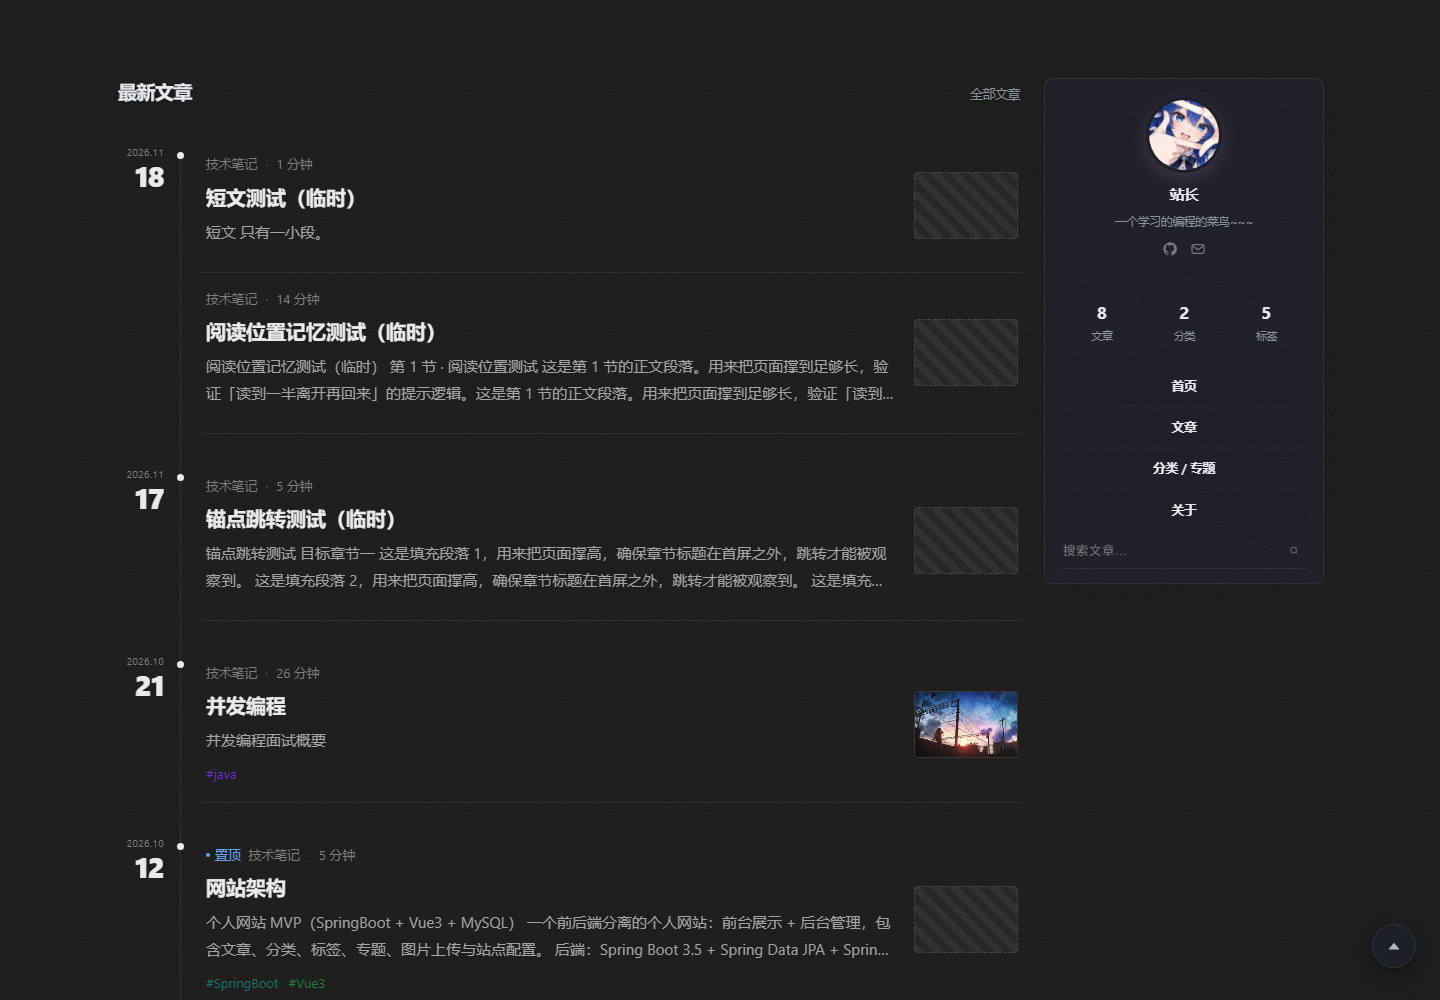 最新文章
全部文章
2026.11
18
技术笔记 · 1 分钟
短文测试（临时）
短文 只有一小段。
技术笔记 · 14 分钟
阅读位置记忆测试（临时）
阅读位置记忆测试（临时） 第 1 节 · 阅读位置测试 这是第 1 节的正文段落。用来把页面撑到足够长，验
证「读到一半离开再回来」的提示逻辑。这是第 1 节的正文段落。用来把页面撑到足够长，验证「读到...
2026.11
17
技术笔记 · 5 分钟
锚点跳转测试（临时）
锚点跳转测试 目标章节一 这是填充段落 1，用来把页面撑高，确保章节标题在首屏之外，跳转才能被观
察到。 这是填充段落 2，用来把页面撑高，确保章节标题在首屏之外，跳转才能被观察到。 这是填充...
2026.10
21
技术笔记 · 26 分钟
并发编程
并发编程面试概要
#java
2026.10
12
• 置顶 技术笔记 · 5 分钟
网站架构
个人网站 MVP（SpringBoot + Vue3 + MySQL） 一个前后端分离的个人网站：前台展示 + 后台管理，包
含文章、分类、标签、专题、图片上传与站点配置。 后端：Spring Boot 3.5 + Spring Data JPA + Sprin...
#SpringBoot #Vue3
站长
一个学习的编程的菜鸟~~~
8 2 5
文章 分类 标签
首页
文章
分类 / 专题
关于
搜索文章...